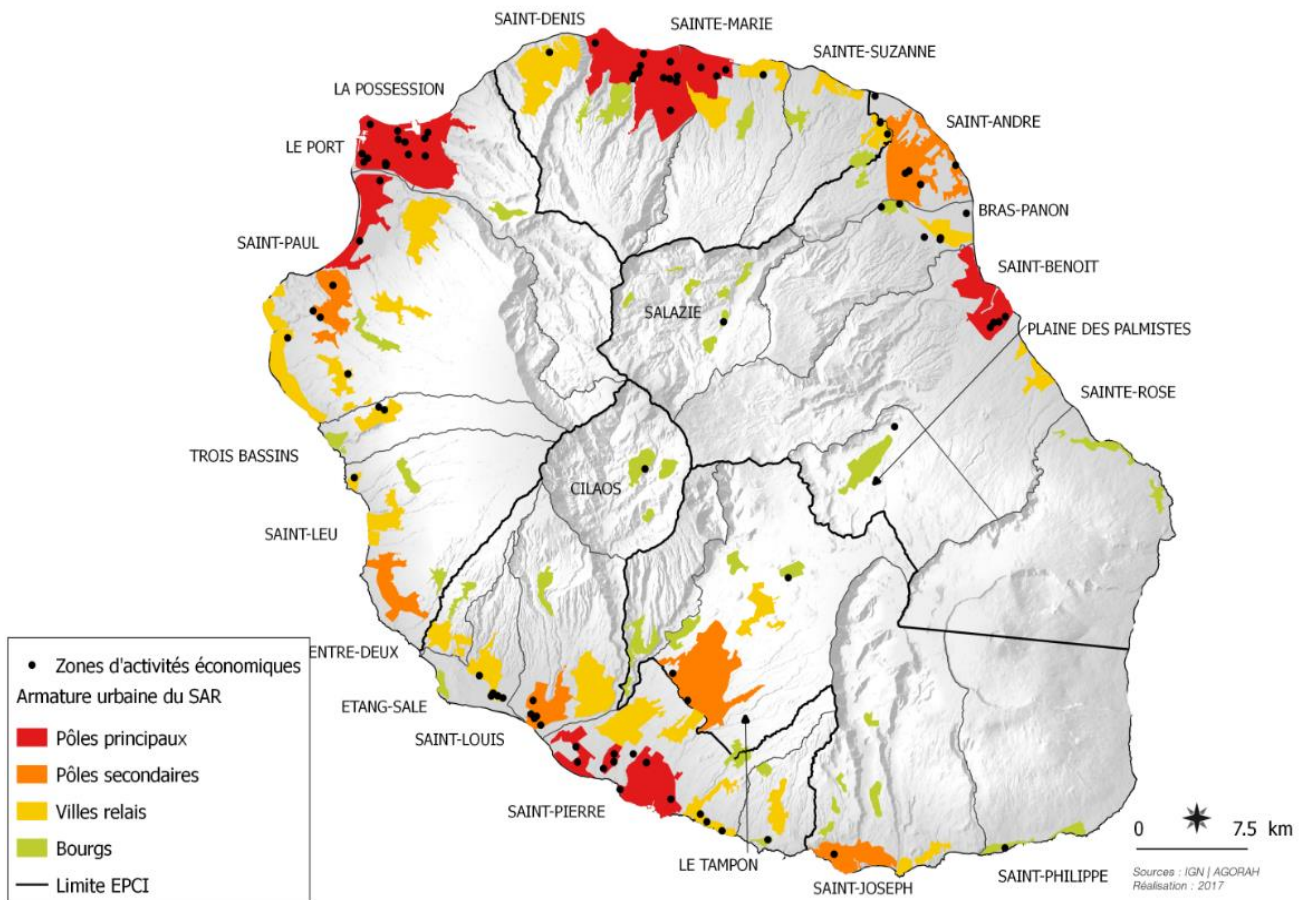 SAINT-DENIS
SAINTE-MARIE
SAINTE-SUZANNE
LA POSSESSION
SAINT-ANDRE
LE PORT
BRAS-PANON
SAINT-PAUL
SAINT-BENOIT
SALAZIE
PLAINE DES PALMISTES
SAINTE-ROSE
TROIS BASSINS
CILAOS
SAINT-LEU
ENTRE-DEUX
ETANG-SALE
SAINT-LOUIS
SAINT-PIERRE
LE TAMPON
SAINT-JOSEPH
SAINT-PHILIPPE
Zones d'activités économiques
Armature urbaine du SAR
Pôles principaux
Pôles secondaires
Villes relais
Bourgs
Limite EPCI
0 7.5 km
Sources : IGN | AGORAH
Réalisation : 2017